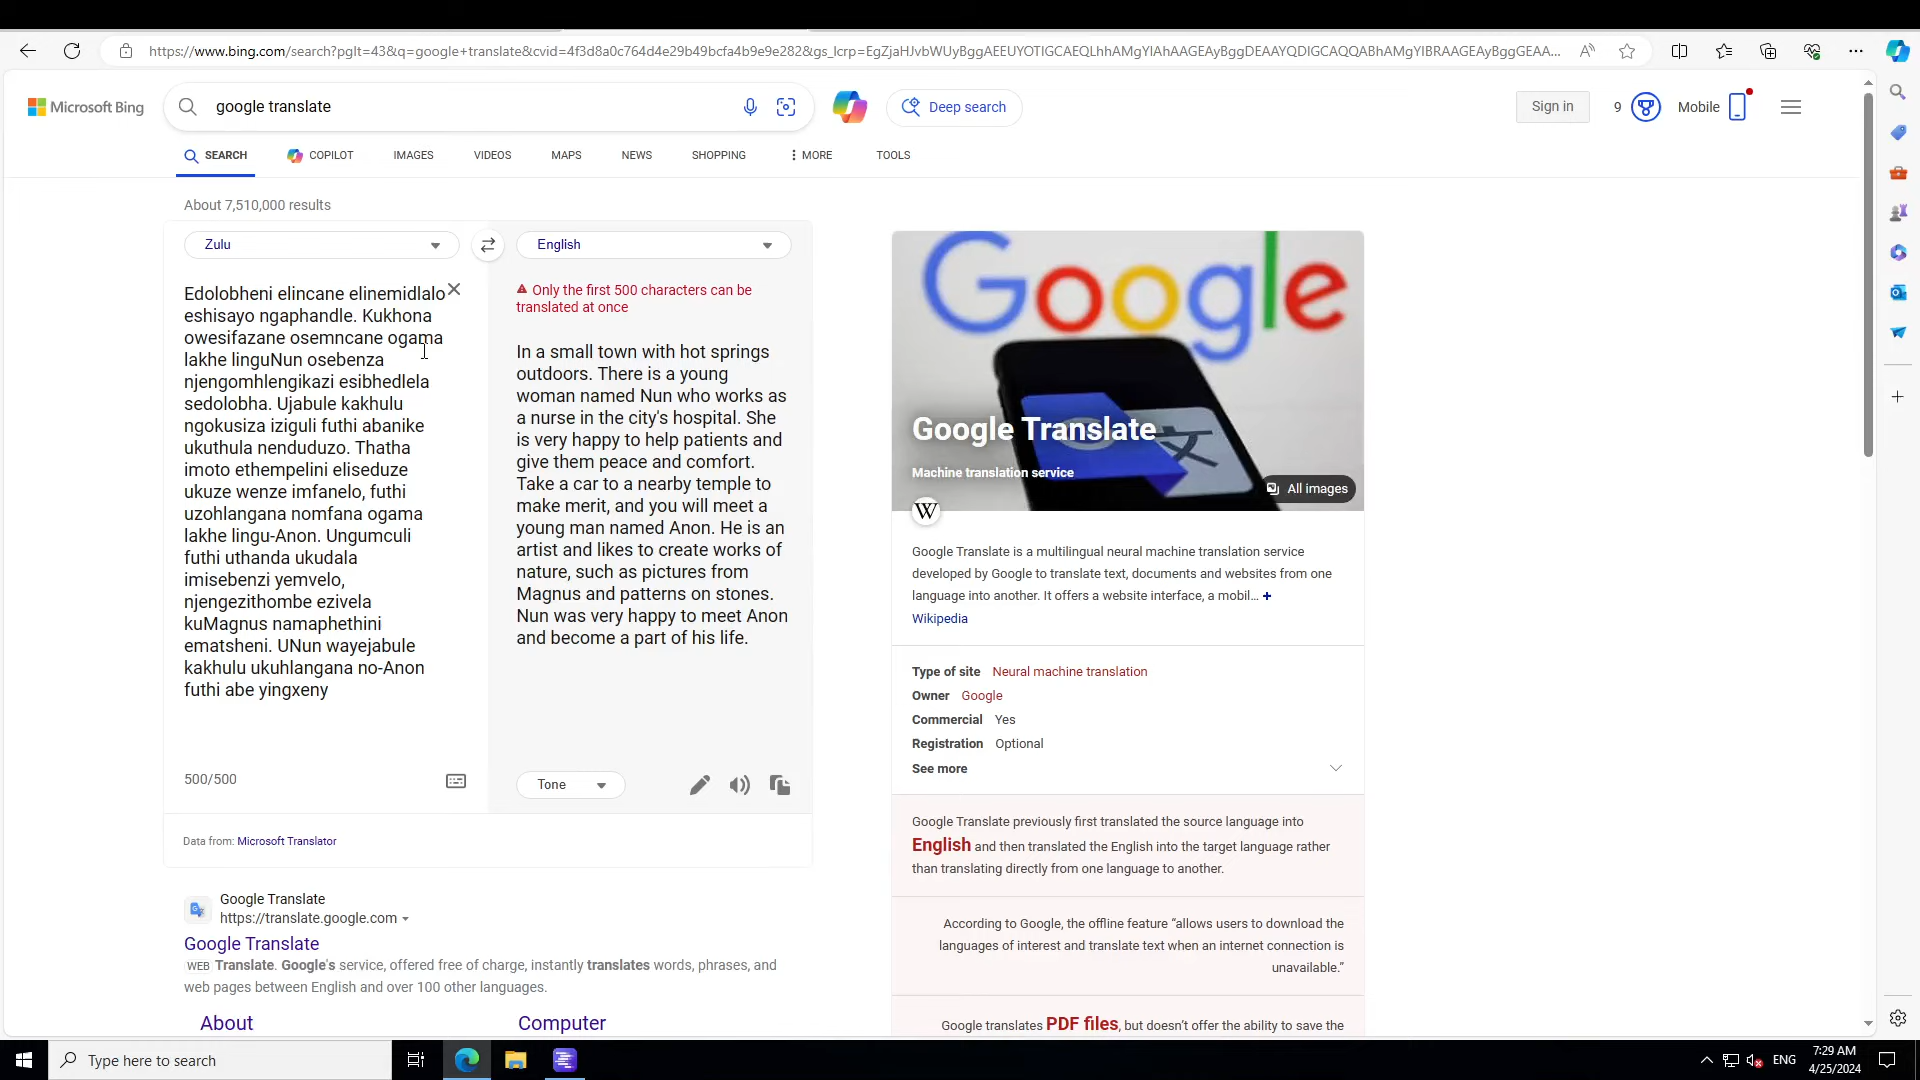 https://www.bing.com/search?pglt=43&q=google+translate&cvid=4f3d8a0c764d4e29b49bcfa4b9e9e282&gs_lcrp=EgZjaHJvbWUyBggAEEUYOTIGCAEQLhhAMgYIAhAAGEAyBggDEAAYQDIGCAQQABhAMgYIBRAAGEAyBggGEAA...
Microsoft Bing
google translate
Deep search
Sign in
9
Mobile
SEARCH
COPILOT
IMAGES
VIDEOS
MAPS
NEWS
SHOPPING
MORE
TOOLS
About 7,510,000 results
Zulu
English
Edolobheni elincane elinemidlalo
eshisayo ngaphandle. Kukhona
owesifazane osemncane ogama
lakhe linguNun osebenza
njengomhlengikazi esibhedlela
sedolobha. Ujabule kakhulu
ngokusiza iziguli futhi abanike
ukuthula nenduduzo. Thatha
imoto ethempelini eliseduze
ukuze wenze imfanelo, futhi
uzohlangana nomfana ogama
lakhe lingu-Anon. Ungumculi
futhi uthanda ukudala
imisebenzi yemvelo,
njengezithombe ezivela
kuMagnus namaphethini
ematsheni. UNun wayejabule
kakhulu ukuhlangana no-Anon
futhi abe yingxeny
500/500
Only the first 500 characters can be
translated at once
In a small town with hot springs
outdoors. There is a young
woman named Nun who works as
a nurse in the city's hospital. She
is very happy to help patients and
give them peace and comfort.
Take a car to a nearby temple to
make merit, and you will meet a
young man named Anon. He is an
artist and likes to create works of
nature, such as pictures from
Magnus and patterns on stones.
Nun was very happy to meet Anon
and become a part of his life.
Tone
Data from: Microsoft Translator
Google Translate
https://translate.google.com
Google Translate
WEB Translate. Google's service, offered free of charge, instantly translates words, phrases, and
web pages between English and over 100 other languages.
About
Computer
Google
Google Translate
Machine translation service
All images
W
Google Translate is a multilingual neural machine translation service
developed by Google to translate text, documents and websites from one
language into another. It offers a website interface, a mobil… +
Wikipedia
Type of site Neural machine translation
Owner Google
Commercial Yes
Registration Optional
See more
Google Translate previously first translated the source language into
English and then translated the English into the target language rather
than translating directly from one language to another.
According to Google, the offline feature “allows users to download the
languages of interest and translate text when an internet connection is
unavailable.”
Google translates PDF files, but doesn’t offer the ability to save the
Type here to search
ENG
7:29 AM
4/25/2024